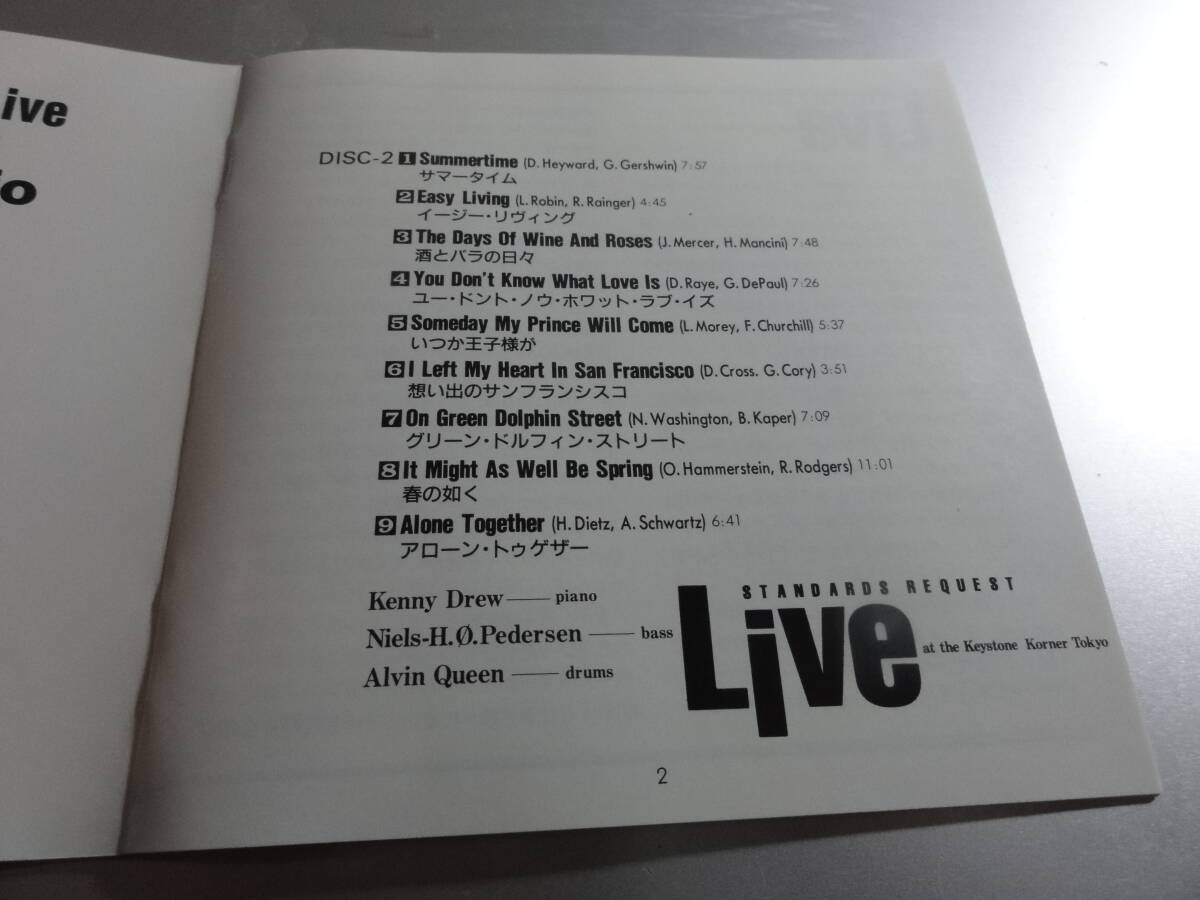 ive
o
DISC-2 1 Summertime (D. Heyward, G. Gershwin) 7:57
サマータイム
2 Easy Living (L. Robin, R. Rainger) 4:45
イージー・リヴィング
3 The Days Of Wine And Roses (J. Mercer, H. Mancini) 7:48
酒とバラの日々
4 You Don't Know What Love Is (D. Raye, G. DePaul) 7:26
ユー・ドント・ノウ・ホワット・ラブ・イズ
5 Someday My Prince Will Come (L. Morey, F. Churchill) 5:37
いつか王子様が
6 I Left My Heart In San Francisco (D. Cross. G. Cory) 3:51
想い出のサンフランシスコ
7 On Green Dolphin Street (N. Washington, B. Kaper) 7:09
グリーン・ドルフィン・ストリート
8 It Might As Well Be Spring (O. Hammerstein, R. Rodgers) 11:01
春の如く
9 Alone Together (H. Dietz, A. Schwartz) 6:41
アローン・トゥゲザー
Kenny Drew — piano
Niels-H.Ø.Pedersen — bass
Alvin Queen — drums
STANDARDS REQUEST
Live
at the Keystone Korner Tokyo
2